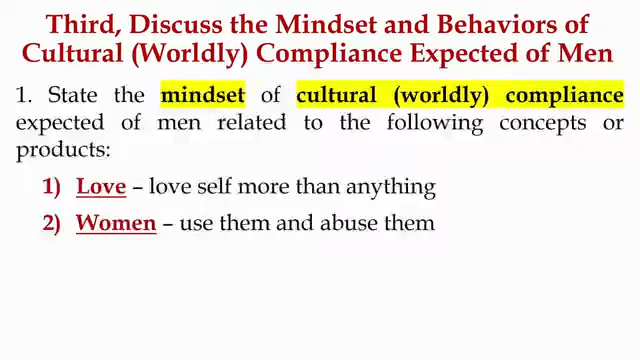 Third, Discuss the Mindset and Behaviors of
Cultural (Worldly) Compliance Expected of Men
1. State the mindset of cultural (worldly) compliance
expected of men related to the following concepts or
products:
1) Love – love self more than anything
2) Women – use them and abuse them